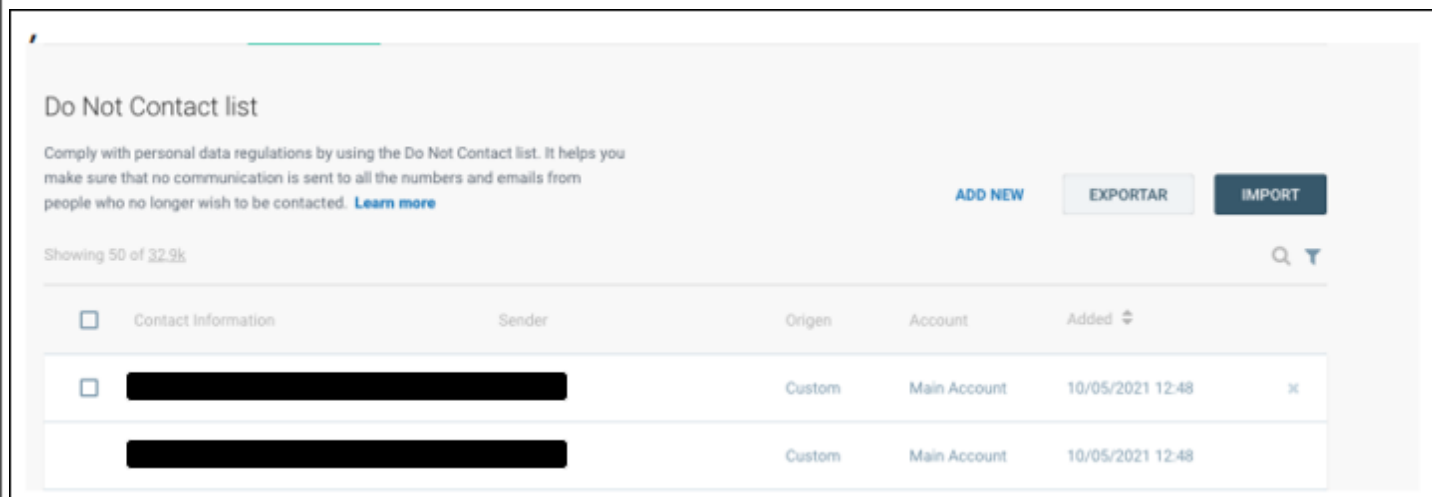 ,
Do Not Contact list
Comply with personal data regulations by using the Do Not Contact list. It helps you
make sure that no communication is sent to all the numbers and emails from
people who no longer wish to be contacted. Learn more
ADD NEW EXPORTAR IMPORT
Showing 50 of 32.9k
Contact Information Sender Origen Account Added
Custom Main Account 10/05/2021 12:48
Custom Main Account 10/05/2021 12:48